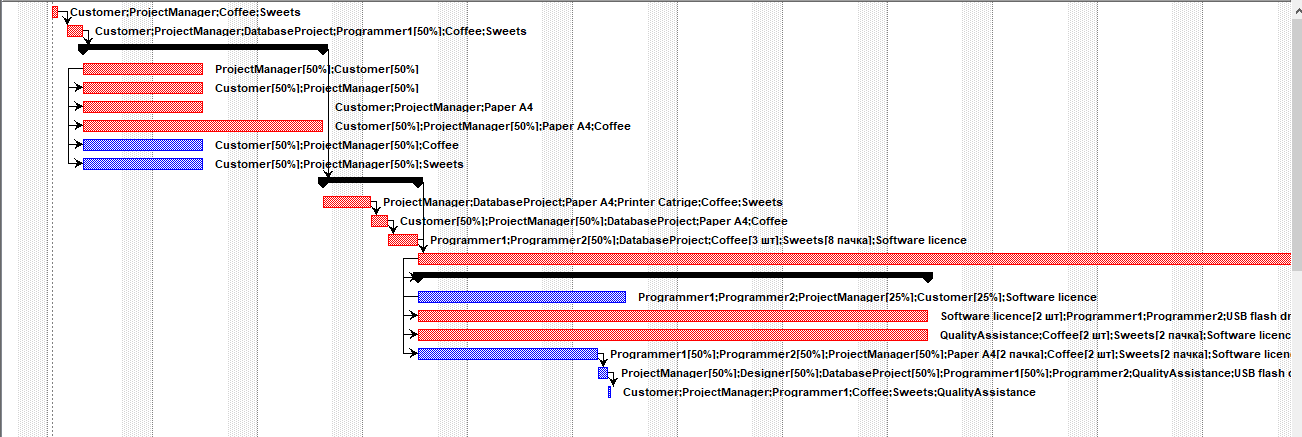 Customer;ProjectManager;Coffee;Sweets
Customer;ProjectManager;DatabaseProject;Programmer1[50%];Coffee;Sweets
ProjectManager[50%];Customer[50%]
Customer[50%];ProjectManager[50%]
Customer;ProjectManager;Paper A4
Customer[50%];ProjectManager[50%];Paper A4;Coffee
Customer[50%];ProjectManager[50%];Coffee
Customer[50%];ProjectManager[50%];Sweets
ProjectManager;DatabaseProject;Paper A4;Printer Catrige;Coffee;Sweets
Customer[50%];ProjectManager[50%];DatabaseProject;Paper A4;Coffee
Programmer1;Programmer2[50%];DatabaseProject;Coffee[3 шт];Sweets[8 пачка];Software licence
Programmer1;Programmer2;ProjectManager[25%];Customer[25%];Software licence
Software licence[2 шт];Programmer1;Programmer2;USB flash dr
QualityAssistance;Coffee[2 шт];Sweets[2 пачка];Software licenc
Programmer1[50%];Programmer2[50%];ProjectManager[50%];Paper A4[2 пачка];Coffee[2 шт];Sweets[2 пачка];Software licen
ProjectManager[50%];Designer[50%];DatabaseProject[50%];Programmer1[50%];Programmer2;QualityAssistance;USB flash d
Customer;ProjectManager;Programmer1;Coffee;Sweets;QualityAssistance